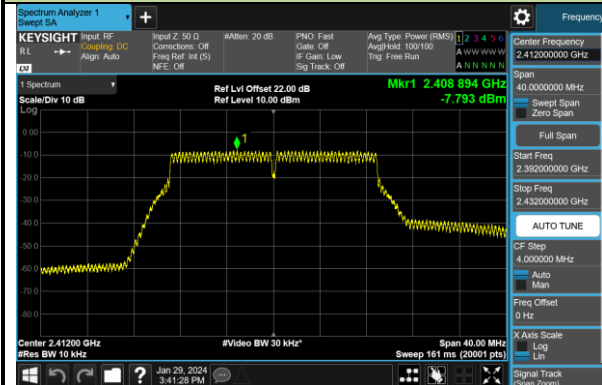 Spectrum Analyzer 1
Swept SA
+
Frequency
KEYSIGHT
Input: RF
Coupling: DC
Align: Auto
Input Z: 50 Ω
Corrections: Off
Freq Ref: Int (S)
NFE: Off
#Atten: 20 dB
PNO: Fast
Gate: Off
IF Gain: Low
Sig Track: Off
Avg Type: Power (RMS)
Avg|Hold: 100/100
Trig: Free Run
1 2 3 4 5 6
A W W W W W
A N N N N N
RL
LXI
1 Spectrum
Scale/Div 10 dB
Log
Ref Lvl Offset 22.00 dB
Ref Level 10.00 dBm
Mkr1 2.408 894 GHz
-7.793 dBm
1
0.00
-10.0
-20.0
-30.0
-40.0
-50.0
-60.0
-70.0
-80.0
Center 2.41200 GHz
#Res BW 10 kHz
#Video BW 30 kHz*
Span 40.00 MHz
Sweep 161 ms (20001 pts)
Center Frequency
2.412000000 GHz
Span
40.0000000 MHz
Swept Span
Zero Span
Full Span
Start Freq
2.392000000 GHz
Stop Freq
2.432000000 GHz
AUTO TUNE
CF Step
4.000000 MHz
Auto
Man
Freq Offset
0 Hz
X Axis Scale
Log
Lin
Signal Track
(Span Zoom)
?
Jan 29, 2024
3:41:28 PM